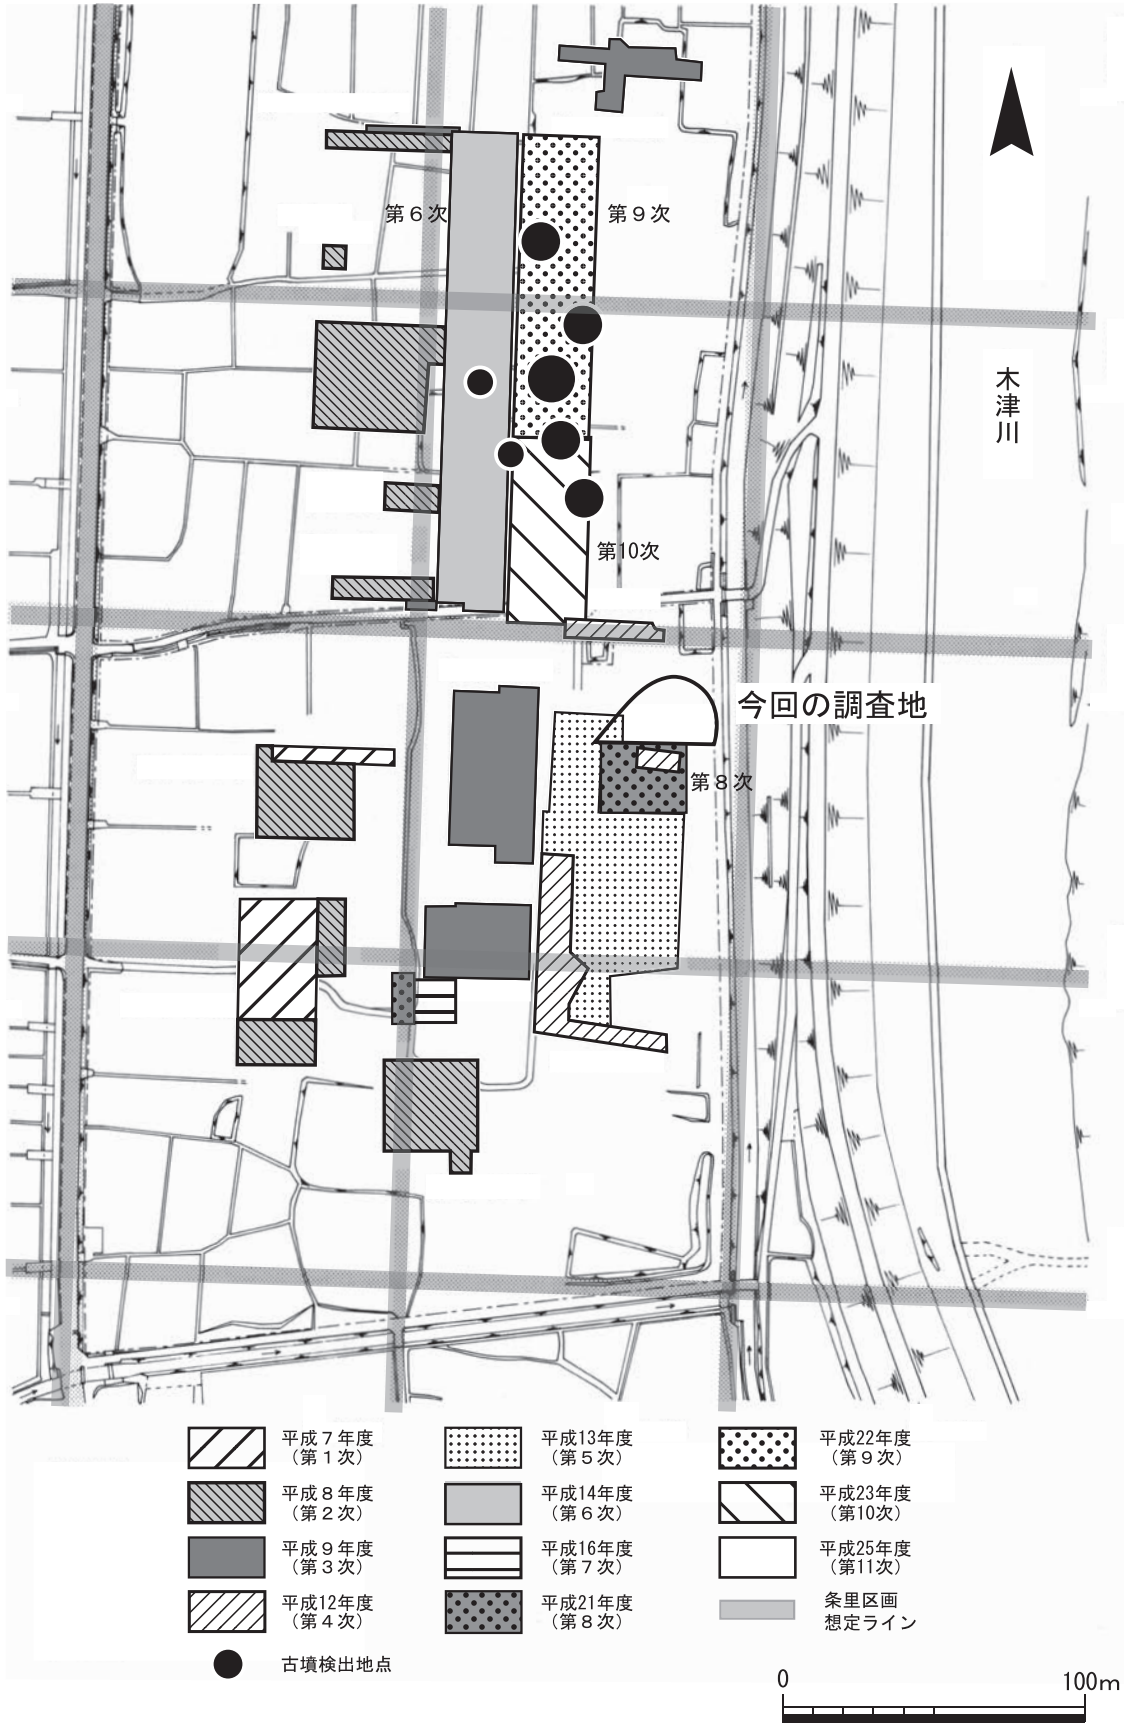 第６次
第９次
木津川
第10次
今回の調査地
第８次
平成７年度
（第１次）
平成８年度
（第２次）
平成９年度
（第３次）
平成12年度
（第４次）
古墳検出地点
平成13年度
（第５次）
平成14年度
（第６次）
平成16年度
（第７次）
平成21年度
（第８次）
平成22年度
（第９次）
平成23年度
（第10次）
平成25年度
（第11次）
条里区画
想定ライン
0 100m